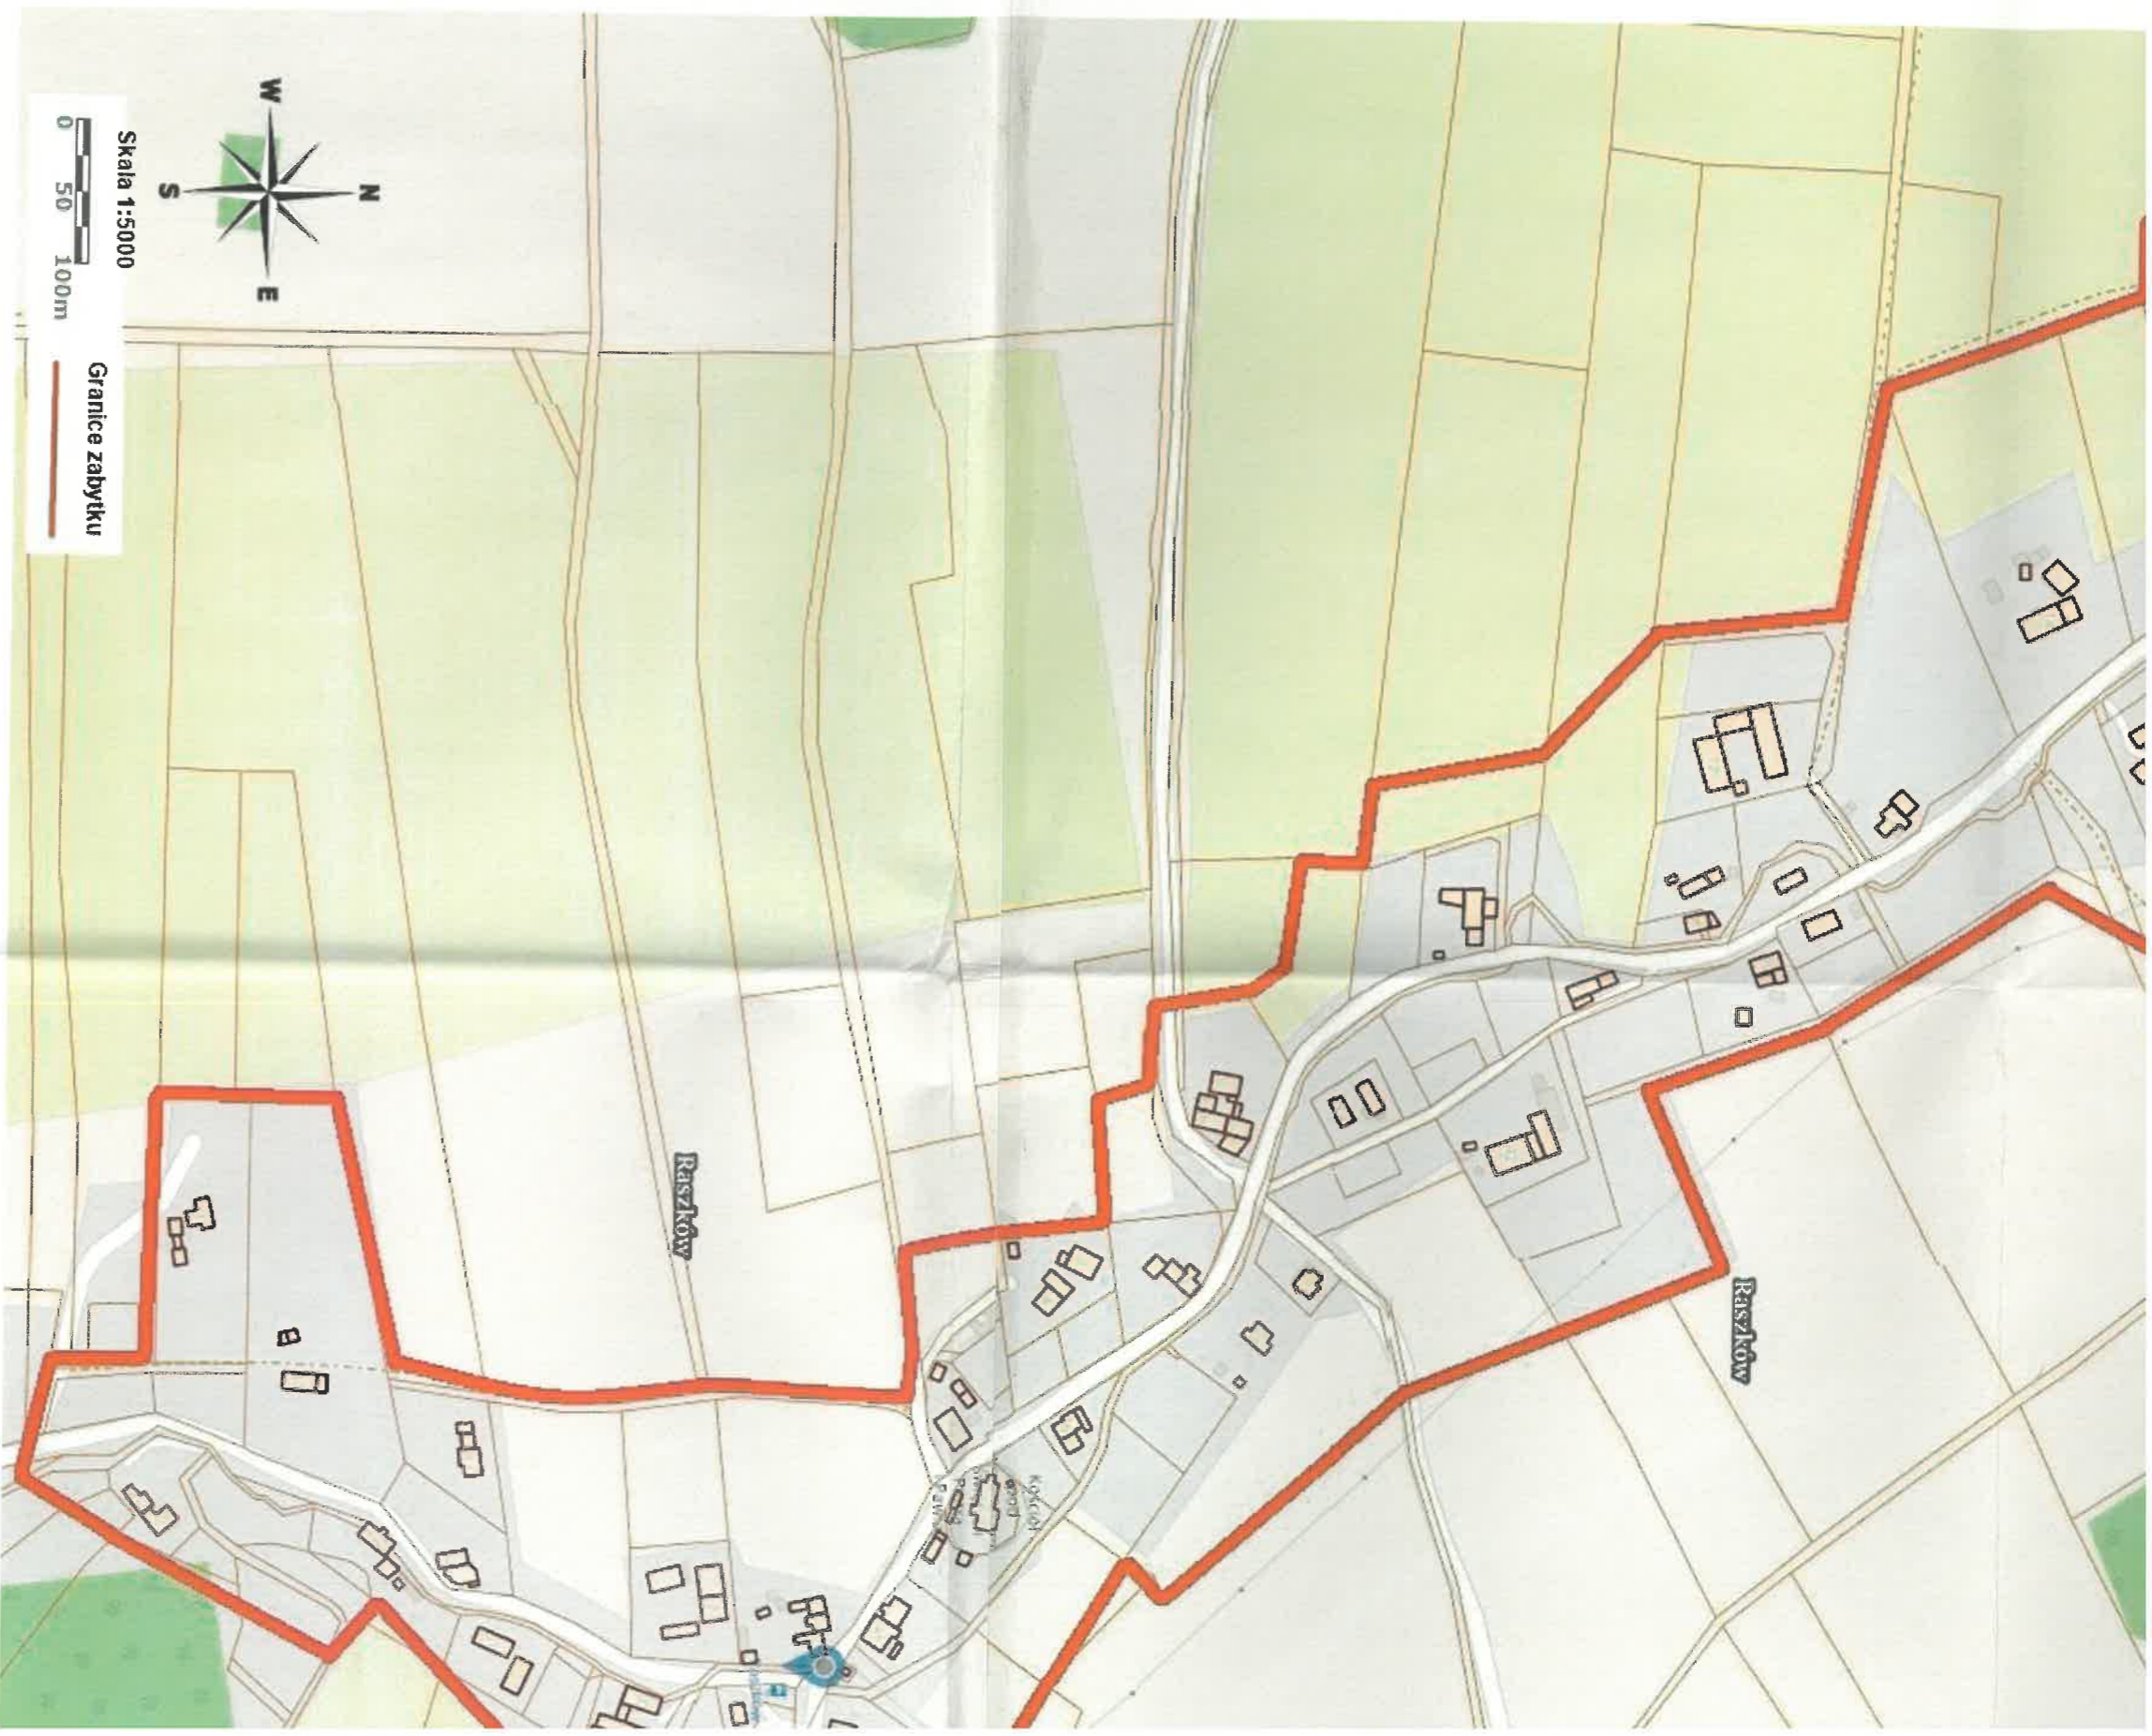 W
N
S
E
Skala 1:5000
0 50 100m
Granice zabytku
Raszków
Raszków
Kościół